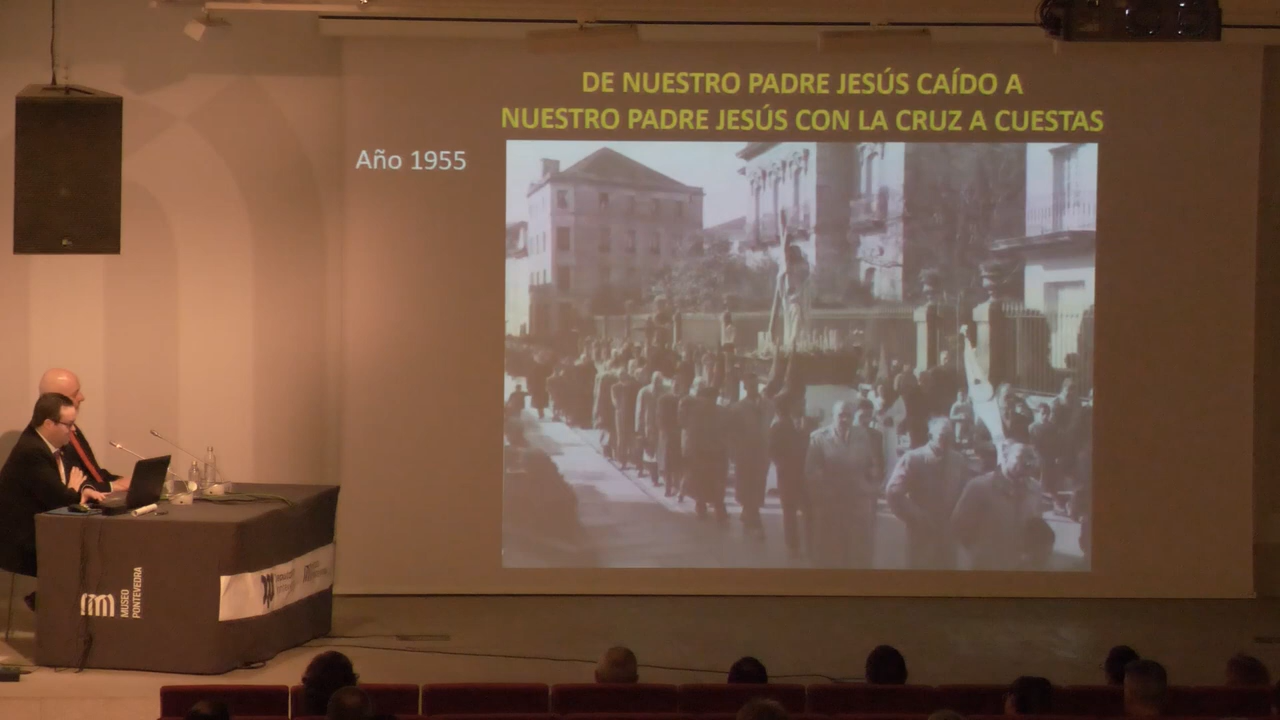 DE NUESTRO PADRE JESÚS CAÍDO A
NUESTRO PADRE JESÚS CON LA CRUZ A CUESTAS
Año 1955
MUSEO
PONTEVEDRA